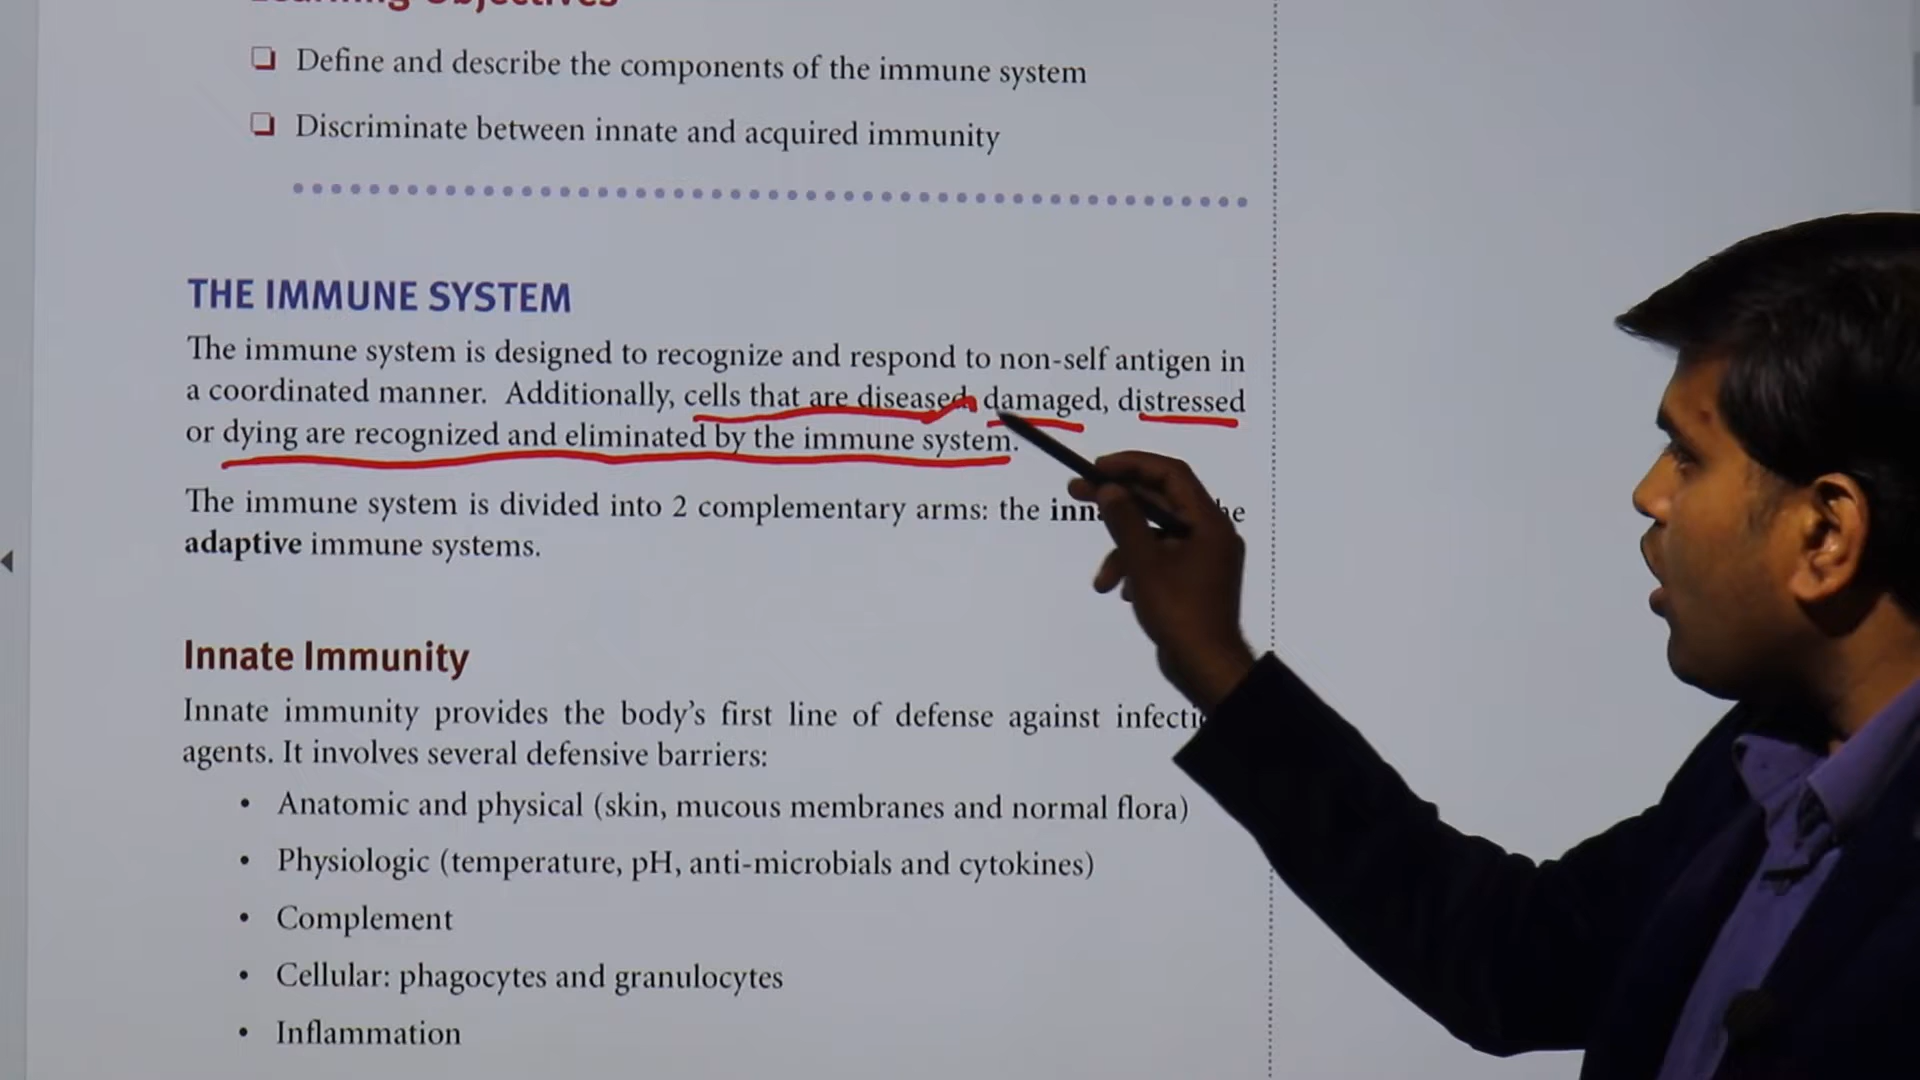 Learning Objectives
Define and describe the components of the immune system
Discriminate between innate and acquired immunity
THE IMMUNE SYSTEM
The immune system is designed to recognize and respond to non-self antigen in
a coordinated manner. Additionally, cells that are diseased, damaged, distressed
or dying are recognized and eliminated by the immune system.
The immune system is divided into 2 complementary arms: the
adaptive immune systems.
Innate Immunity
Innate immunity provides the body's first line of defense against
agents. It involves several defensive barriers:
• Anatomic and physical (skin, mucous membranes and normal flora)
• Physiologic (temperature, pH, anti-microbials and cytokines)
• Complement
• Cellular: phagocytes and granulocytes
• Inflammation